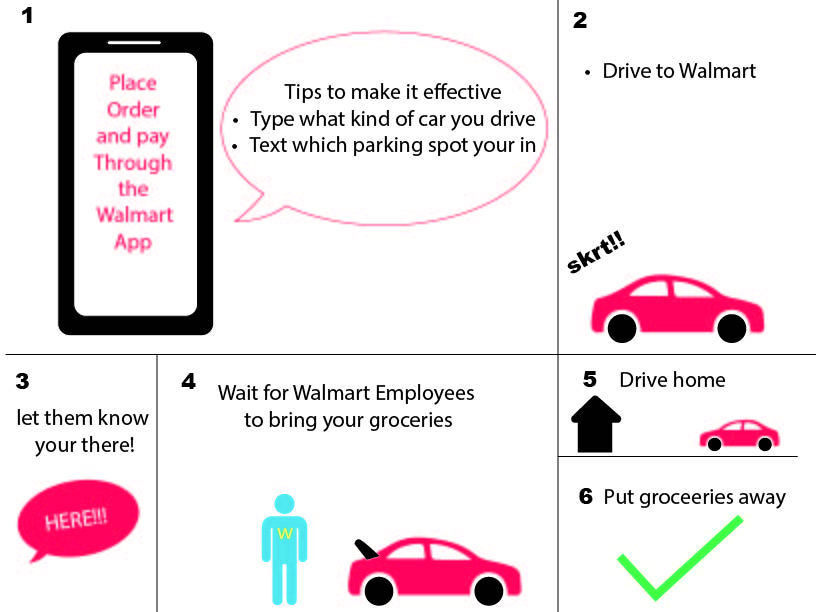 1
Place
Order
and pay
Through
the
Walmart
App
Tips to make it effective
• Type what kind of car you drive
• Text which parking spot your in
2
• Drive to Walmart
skrt!!
3
let them know
your there!
HERE!!!
4
Wait for Walmart Employees
to bring your groceries
W
5 Drive home
6 Put groceeries away